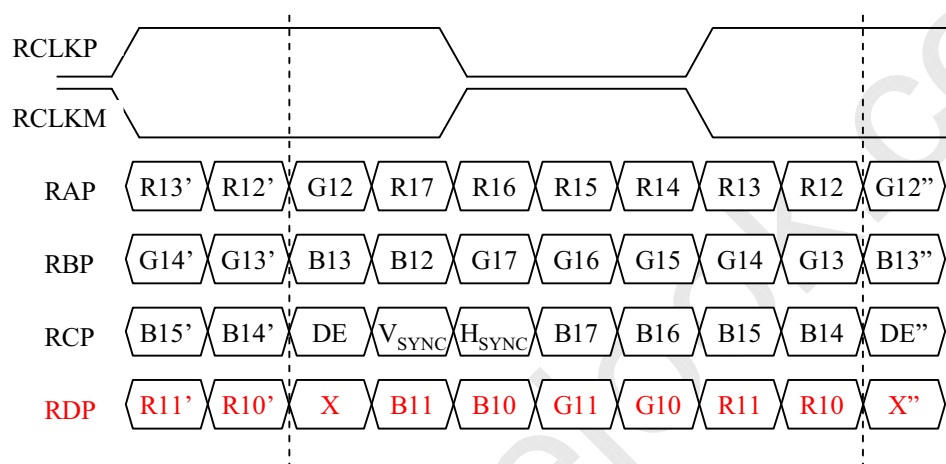 RCLKP
RCLKM
RAP R13’ R12’ G12 R17 R16 R15 R14 R13 R12 G12”
RBP G14’ G13’ B13 B12 G17 G16 G15 G14 G13 B13”
RCP B15’ B14’ DE VSYNC HSYNC B17 B16 B15 B14 DE”
RDP R11’ R10’ X B11 B10 G11 G10 R11 R10 X”